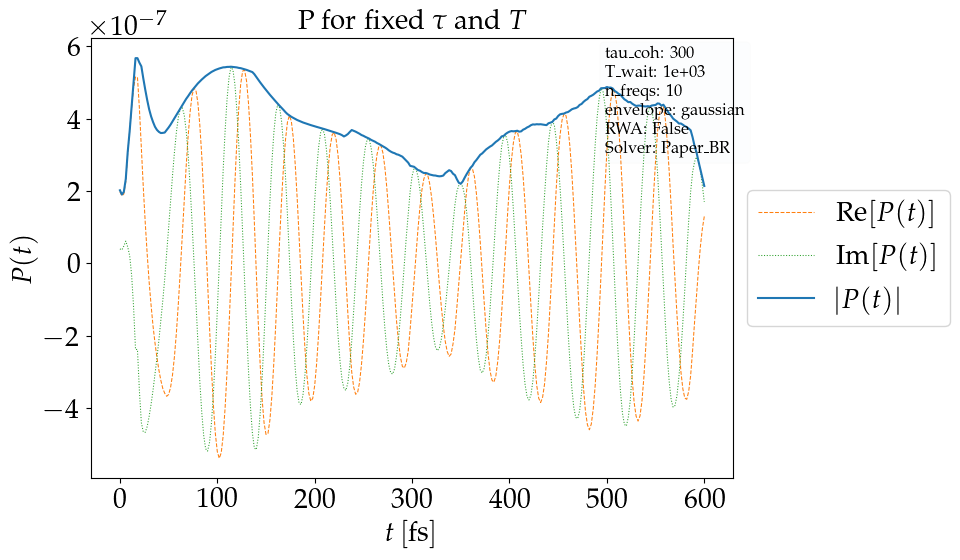 P for fixed τ and T
×10⁻⁷
6
4
2
0
−2
−4
P(t)
tau_coh: 300
T_wait: 1e+03
n_freqs: 10
envelope: gaussian
RWA: False
Solver: Paper_BR
Re[P(t)]
Im[P(t)]
|P(t)|
0 100 200 300 400 500 600
t [fs]